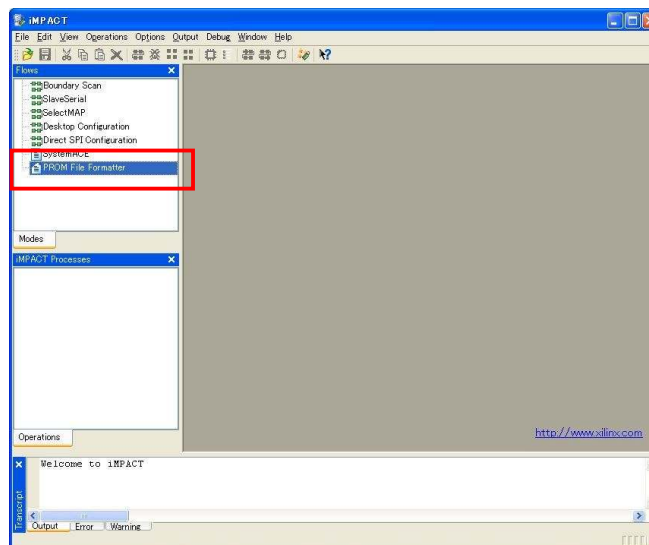 iMPACT
File Edit View Operations Options Output Debug Window Help
Flows
Boundary Scan
SlaveSerial
SelectMAP
Desktop Configuration
Direct SPI Configuration
SystemACE
PROM File Formatter
Modes
iMPACT Processes
Operations
http://www.xilinx.com
Welcome to iMPACT
Transcript
Output Error Warning